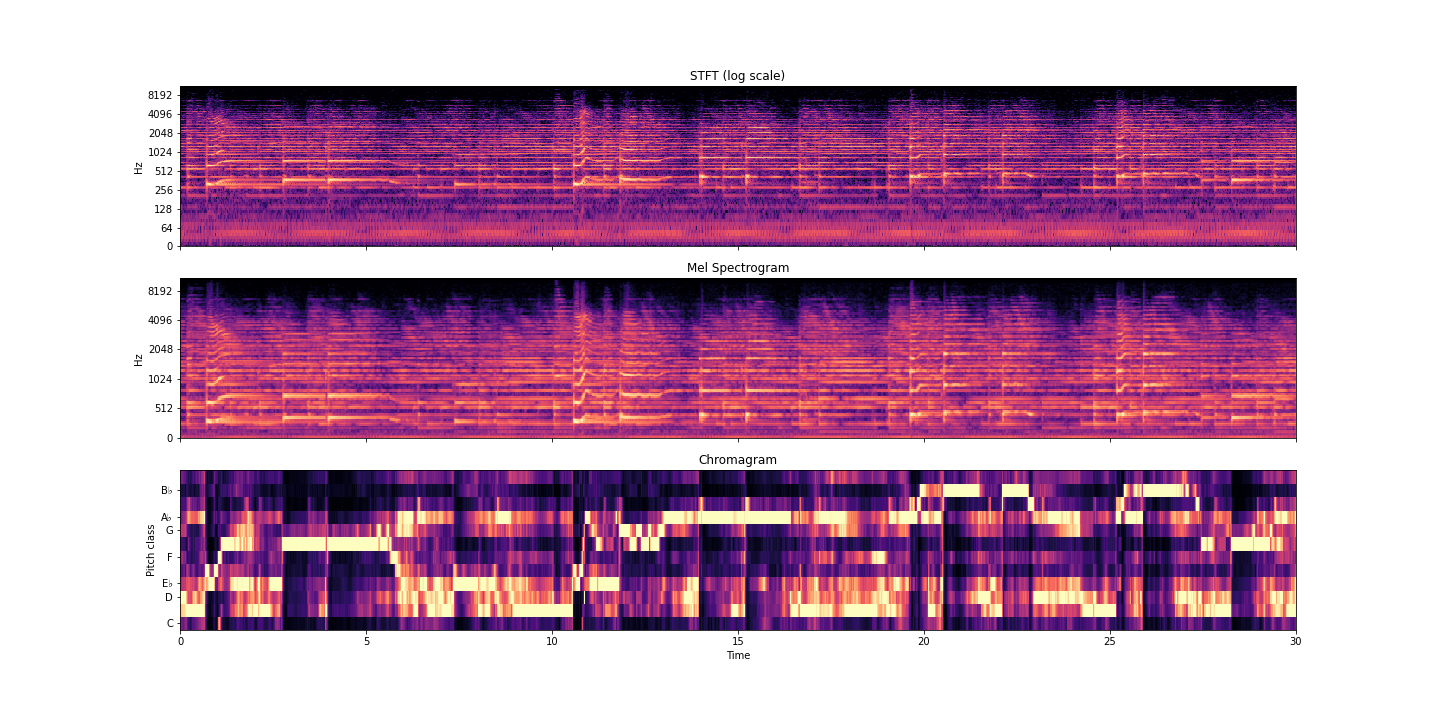 STFT (log scale)
8192
4096
2048
1024
512
256
128
64
0
Hz
Mel Spectrogram
8192
4096
2048
1024
512
0
Hz
Chromagram
B♭
A♭
G
F
E♭
D
C
Pitch class
0 5 10 15 20 25 30
Time